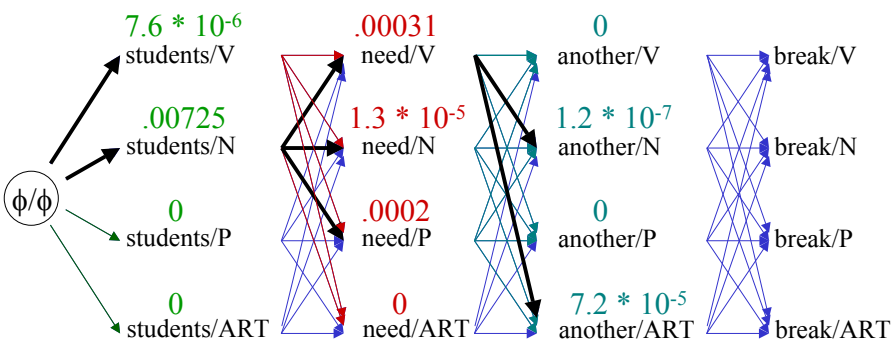 7.6 * 10-6 .00031 0
students/V need/V another/V break/V
.00725 1.3 * 10-5 1.2 * 10-7
students/N need/N another/N break/N
ϕ/ϕ
0 .0002 0
students/P need/P another/P break/P
0 0 7.2 * 10-5
students/ART need/ART another/ART break/ART